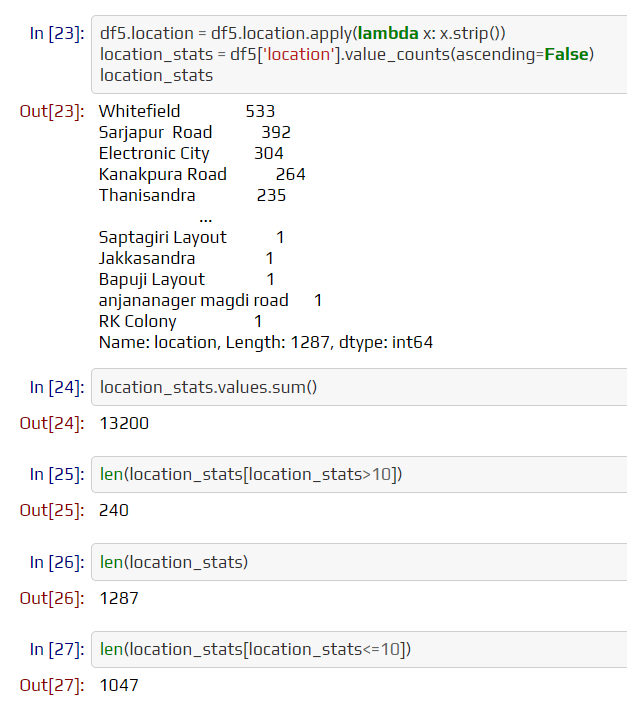 In [23]: df5.location = df5.location.apply(lambda x: x.strip())
location_stats = df5['location'].value_counts(ascending=False)
location_stats
Out[23]: Whitefield 533
Sarjapur  Road 392
Electronic City 304
Kanakpura Road 264
Thanisandra 235
...
Saptagiri Layout 1
Jakkasandra 1
Bapuji Layout 1
anjananager magdi road 1
RK Colony 1
Name: location, Length: 1287, dtype: int64
In [24]: location_stats.values.sum()
Out[24]: 13200
In [25]: len(location_stats[location_stats>10])
Out[25]: 240
In [26]: len(location_stats)
Out[26]: 1287
In [27]: len(location_stats[location_stats<=10])
Out[27]: 1047